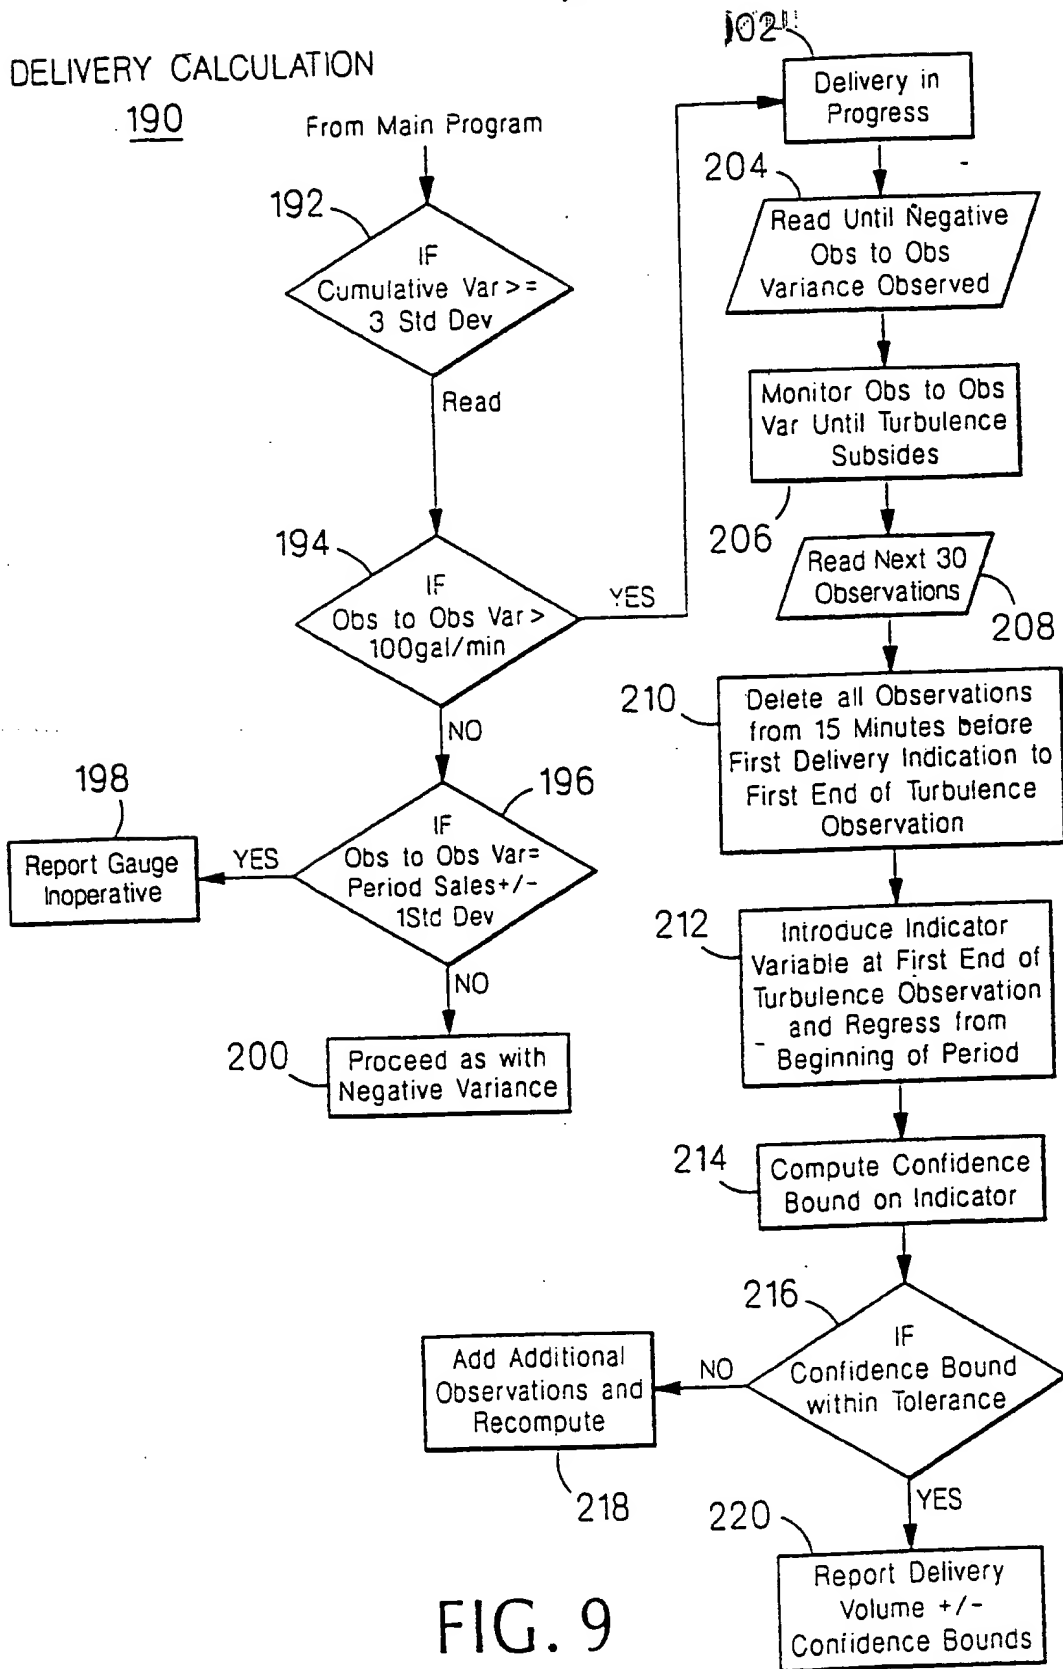 DELIVERY CALCULATION
190
From Main Program
192
IF
Cumulative Var >=
3 Std Dev
Read
194
IF
Obs to Obs Var >
100gal/min
YES
NO
196
IF
Obs to Obs Var=
Period Sales+/-
1Std Dev
YES
198
Report Gauge
Inoperative
NO
200
Proceed as with
Negative Variance
Delivery in
Progress
204
Read Until Negative
Obs to Obs
Variance Observed
Monitor Obs to Obs
Var Until Turbulence
Subsides
206
Read Next 30
Observations
208
210
Delete all Observations
from 15 Minutes before
First Delivery Indication to
First End of Turbulence
Observation
212
Introduce Indicator
Variable at First End of
Turbulence Observation
and Regress from
Beginning of Period
214
Compute Confidence
Bound on Indicator
216
IF
Confidence Bound
within Tolerance
NO
Add Additional
Observations and
Recompute
218
YES
220
Report Delivery
Volume +/-
Confidence Bounds
FIG. 9